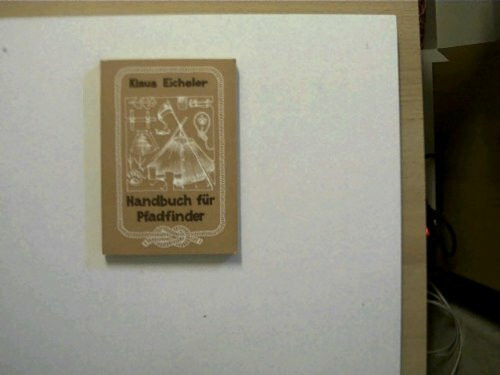 Klaus Eicheler
Handbuch für
Pfadfinder